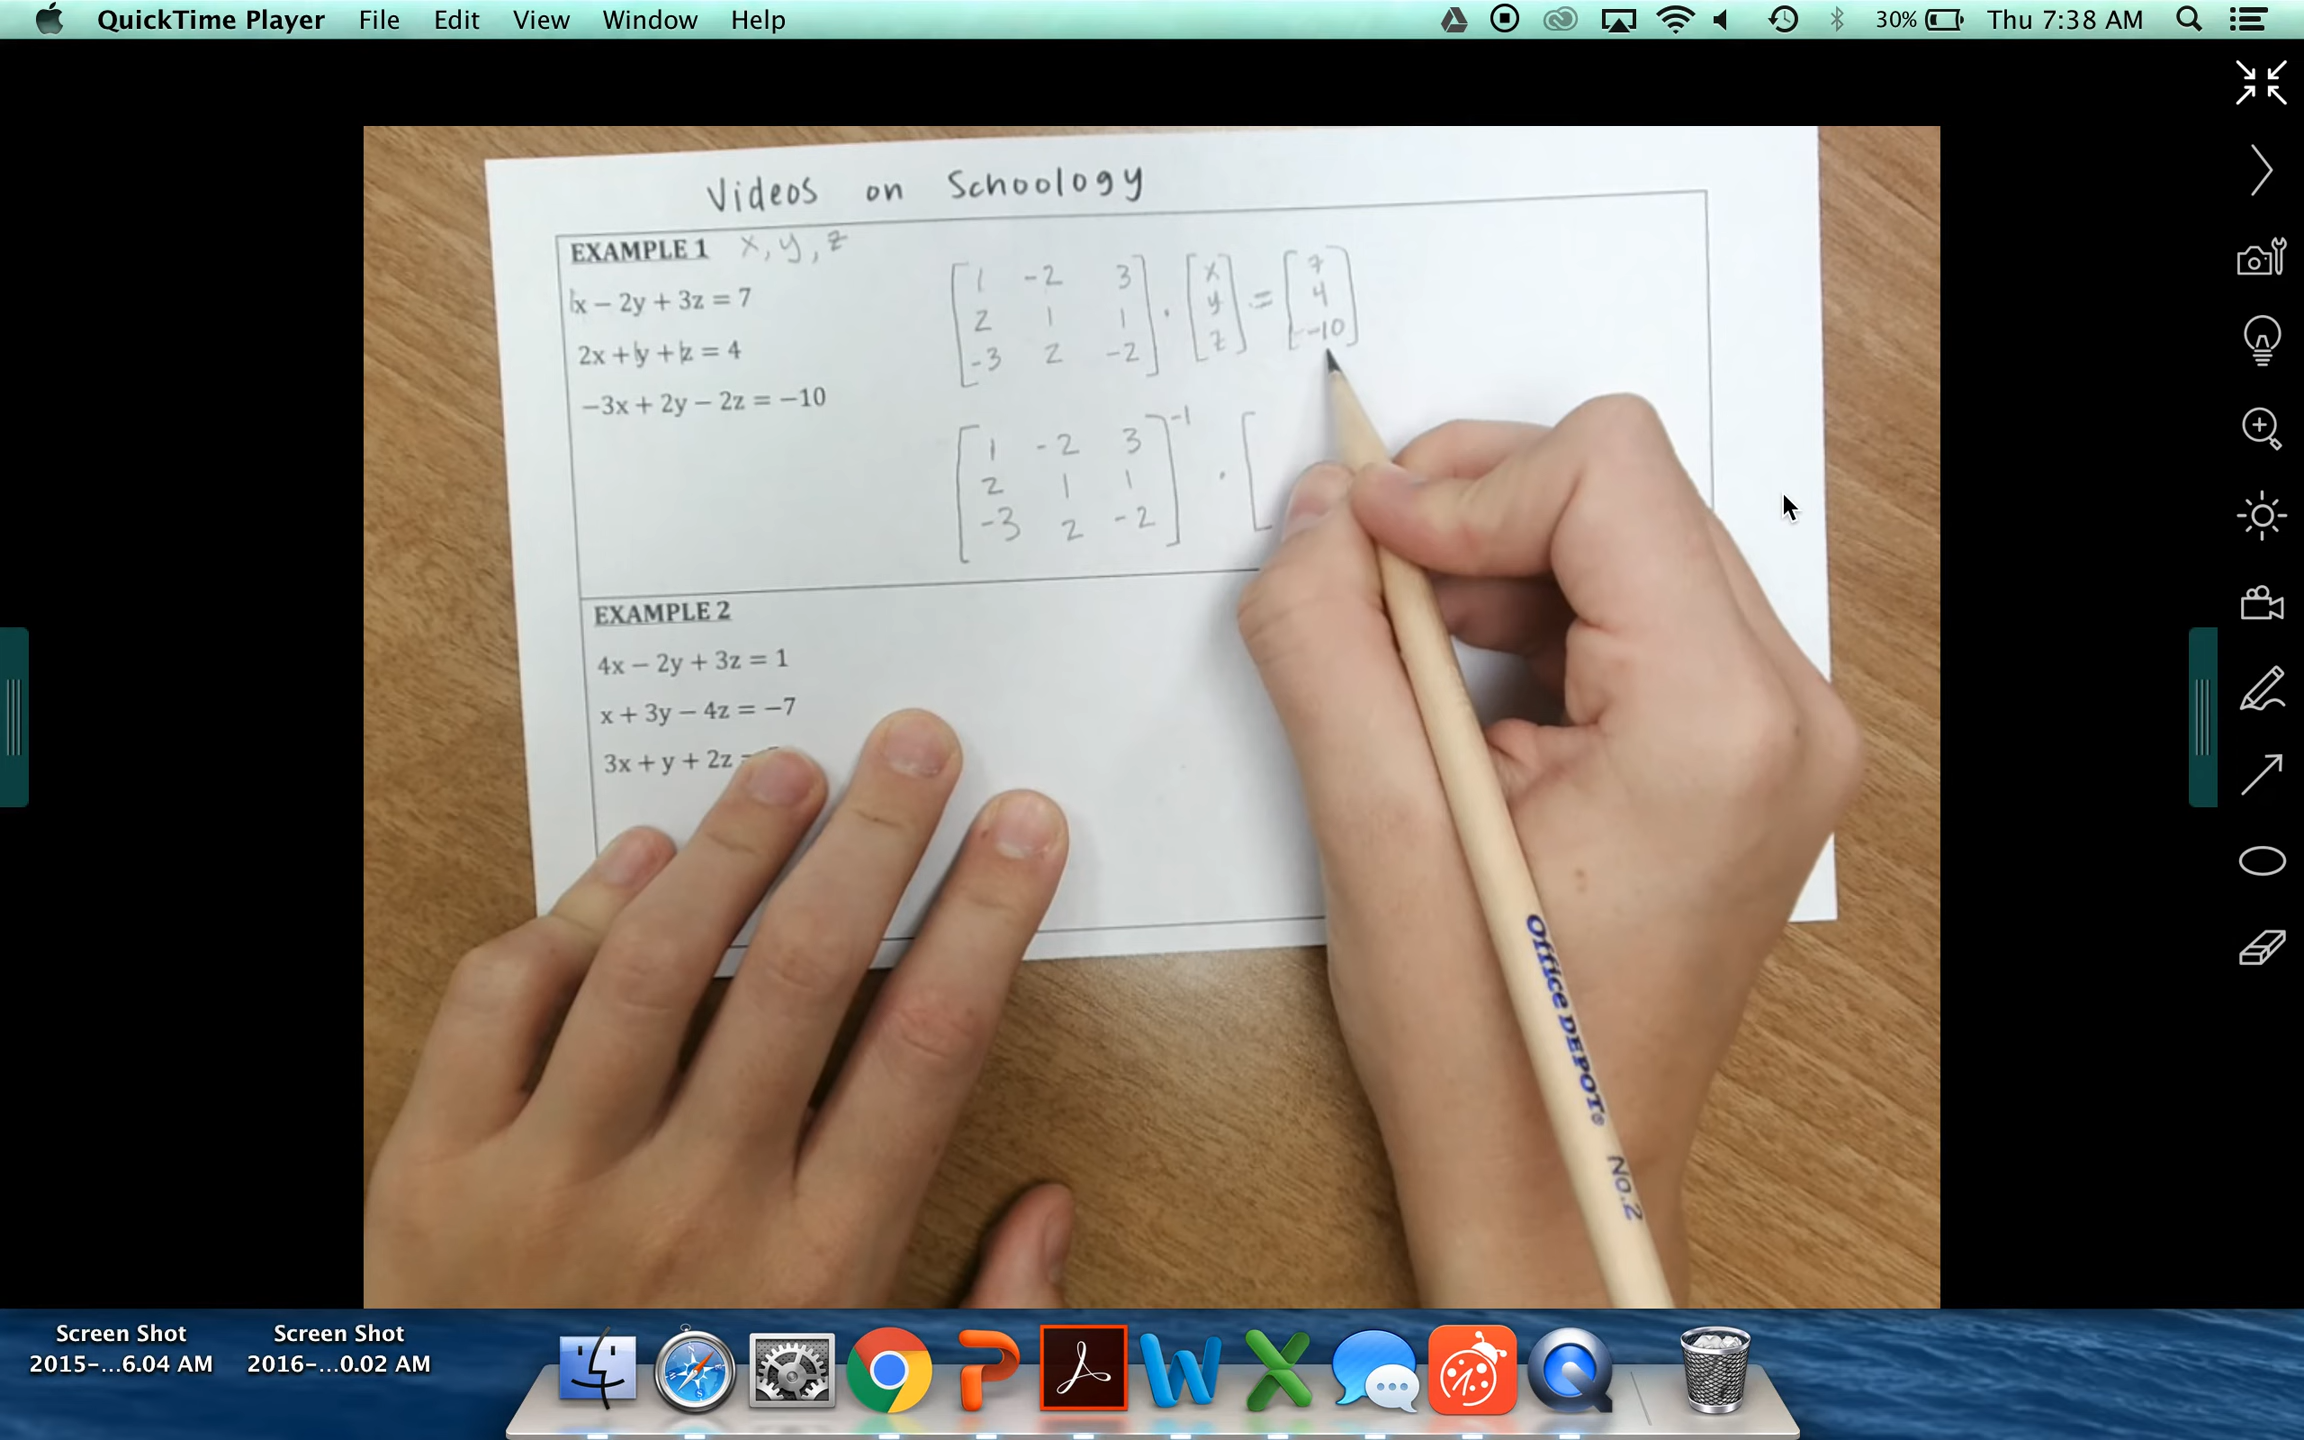 QuickTime Player File Edit View Window Help 30% Thu 7:38 AM
Videos on Schoology
EXAMPLE 1 x, y, z
1x − 2y + 3z = 7
2x + 1y + 1z = 4
−3x + 2y − 2z = −10
[1 -2 3] [x] [7]
[2 1 1] · [y] = [4]
[-3 2 -2] [z] [-10]
[1 -2 3]⁻¹ [
[2 1 1] ·
[-3 2 -2]
EXAMPLE 2
4x − 2y + 3z = 1
x + 3y − 4z = −7
3x + y + 2z =
Office DEPOT® No.2
Screen Shot
2015-...6.04 AM
Screen Shot
2016-...0.02 AM